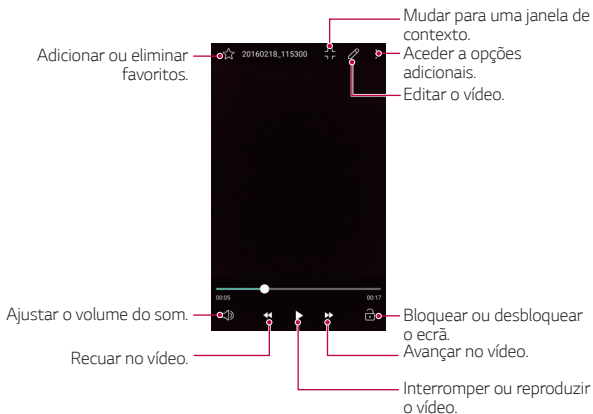 Mudar para uma janela de
contexto.
Adicionar ou eliminar
favoritos.
20160218_115300
Aceder a opções
adicionais.
Editar o vídeo.
00:05
00:17
Ajustar o volume do som.
Bloquear ou desbloquear
o ecrã.
Recuar no vídeo.
Avançar no vídeo.
Interromper ou reproduzir
o vídeo.